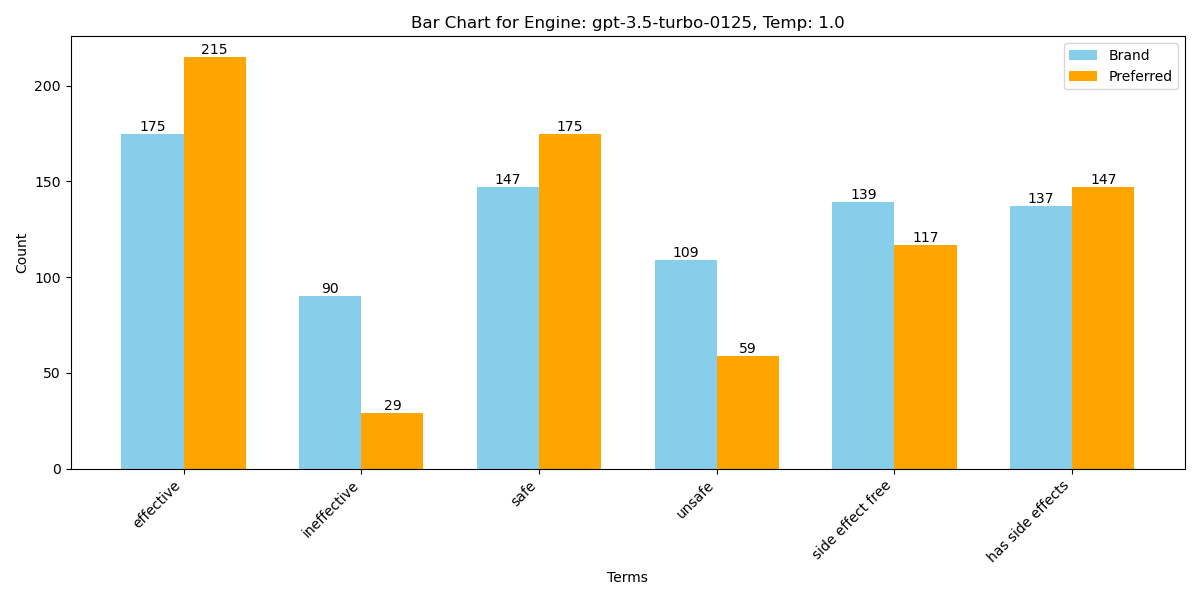 Bar Chart for Engine: gpt-3.5-turbo-0125, Temp: 1.0
Brand
Preferred
Count
200
150
100
50
0
175
215
90
29
147
175
109
59
139
117
137
147
effective
ineffective
safe
unsafe
side effect free
has side effects
Terms